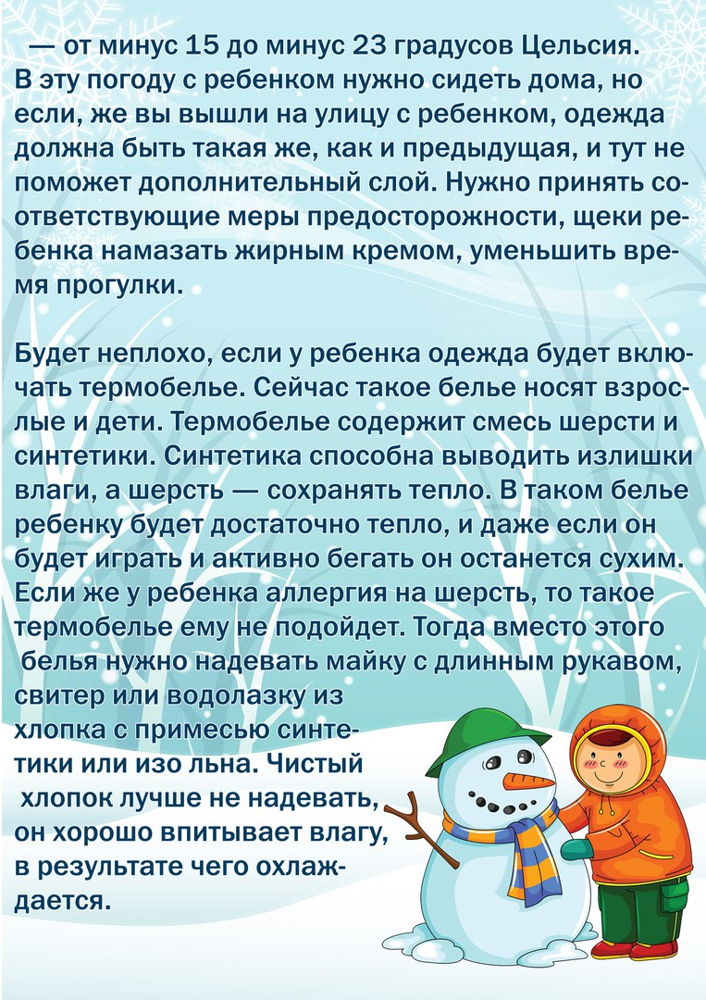 — от минус 15 до минус 23 градусов Цельсия.
В эту погоду с ребенком нужно сидеть дома, но
если, же вы вышли на улицу с ребенком, одежда
должна быть такая же, как и предыдущая, и тут не
поможет дополнительный слой. Нужно принять со-
ответствующие меры предосторожности, щеки ре-
бенка намазать жирным кремом, уменьшить вре-
мя прогулки.
Будет неплохо, если у ребенка одежда будет вклю-
чать термобелье. Сейчас такое белье носят взрос-
лые и дети. Термобелье содержит смесь шерсти и
синтетики. Синтетика способна выводить излишки
влаги, а шерсть — сохранять тепло. В таком белье
ребенку будет достаточно тепло, и даже если он
будет играть и активно бегать он останется сухим.
Если же у ребенка аллергия на шерсть, то такое
термобелье ему не подойдет. Тогда вместо этого
белья нужно надевать майку с длинным рукавом,
свитер или водолазку из
хлопка с примесью синте-
тики или изо льна. Чистый
хлопок лучше не надевать,
он хорошо впитывает влагу,
в результате чего охлаж-
дается.